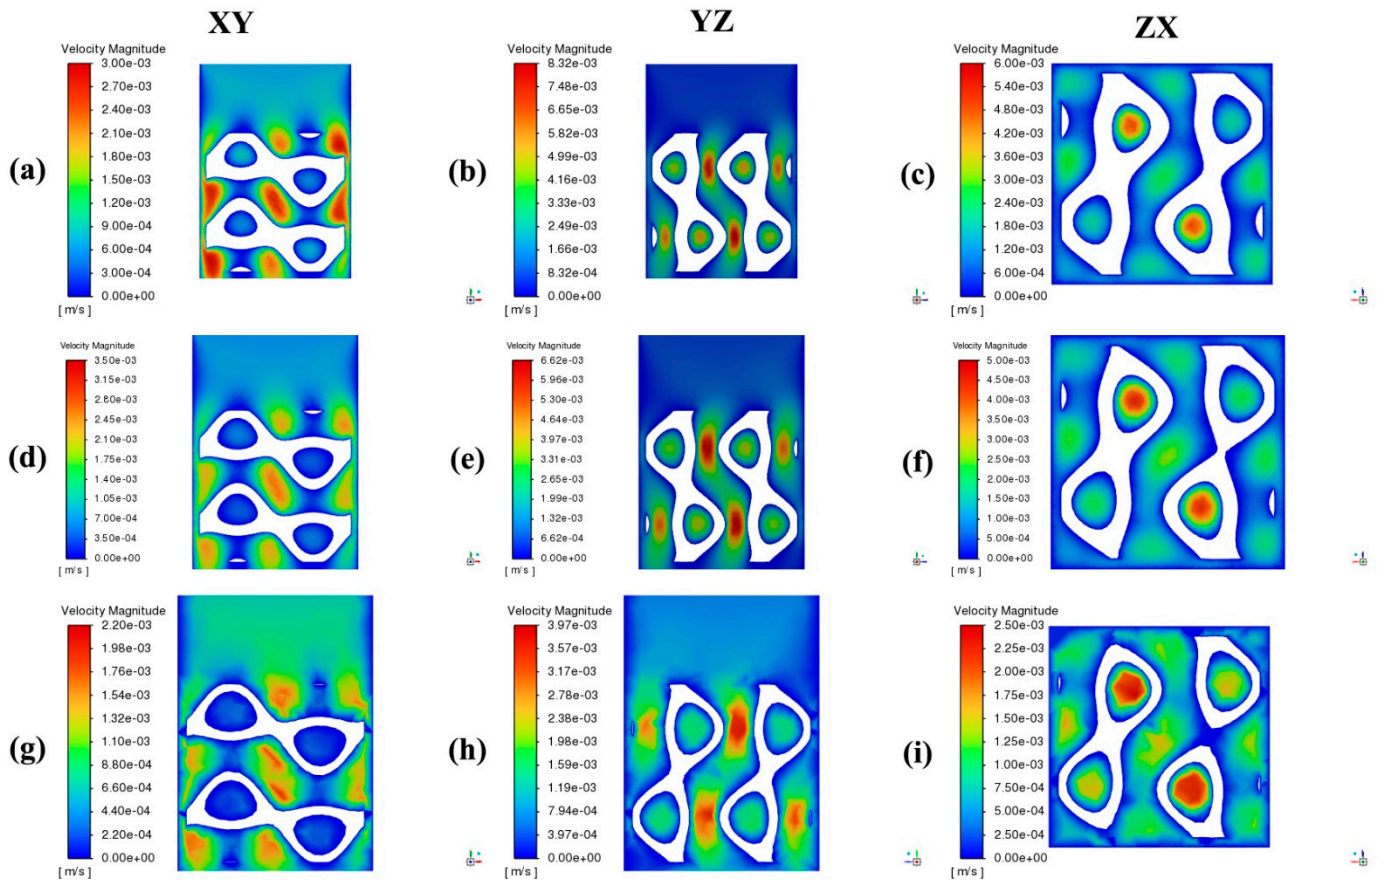 XY
YZ
ZX
(a)
Velocity Magnitude
3.00e-03
2.70e-03
2.40e-03
2.10e-03
1.80e-03
1.50e-03
1.20e-03
9.00e-04
6.00e-04
3.00e-04
0.00e+00
[ m/s ]
(b)
Velocity Magnitude
8.32e-03
7.48e-03
6.65e-03
5.82e-03
4.99e-03
4.16e-03
3.33e-03
2.49e-03
1.66e-03
8.32e-04
0.00e+00
[ m/s ]
(c)
Velocity Magnitude
6.00e-03
5.40e-03
4.80e-03
4.20e-03
3.60e-03
3.00e-03
2.40e-03
1.80e-03
1.20e-03
6.00e-04
0.00e+00
[ m/s ]
(d)
Velocity Magnitude
3.50e-03
3.15e-03
2.80e-03
2.45e-03
2.10e-03
1.75e-03
1.40e-03
1.05e-03
7.00e-04
3.50e-04
0.00e+00
[ m/s ]
(e)
Velocity Magnitude
6.62e-03
5.96e-03
5.30e-03
4.64e-03
3.97e-03
3.31e-03
2.65e-03
1.99e-03
1.32e-03
6.62e-04
0.00e+00
[ m/s ]
(f)
Velocity Magnitude
5.00e-03
4.50e-03
4.00e-03
3.50e-03
3.00e-03
2.50e-03
2.00e-03
1.50e-03
1.00e-03
5.00e-04
0.00e+00
[ m/s ]
(g)
Velocity Magnitude
2.20e-03
1.98e-03
1.76e-03
1.54e-03
1.32e-03
1.10e-03
8.80e-04
6.60e-04
4.40e-04
2.20e-04
0.00e+00
[ m/s ]
(h)
Velocity Magnitude
3.97e-03
3.57e-03
3.17e-03
2.78e-03
2.38e-03
1.98e-03
1.59e-03
1.19e-03
7.94e-04
3.97e-04
0.00e+00
[ m/s ]
(i)
Velocity Magnitude
2.50e-03
2.25e-03
2.00e-03
1.75e-03
1.50e-03
1.25e-03
1.00e-03
7.50e-04
5.00e-04
2.50e-04
0.00e+00
[ m/s ]